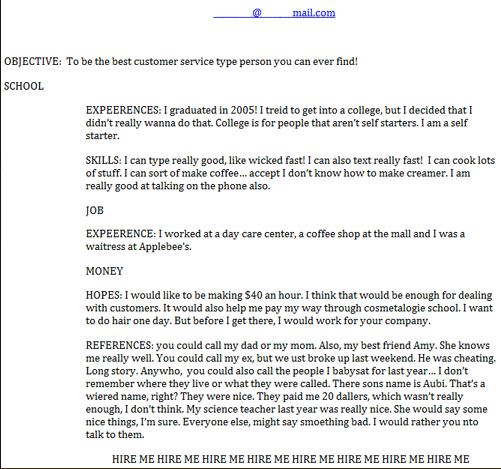 @ mail.com
OBJECTIVE: To be the best customer service type person you can ever find!
SCHOOL
EXPEERENCES: I graduated in 2005! I treid to get into a college, but I decided that I
didn't really wanna do that. College is for people that aren't self starters. I am a self
starter.
SKILLS: I can type really good, like wicked fast! I can also text really fast! I can cook lots
of stuff. I can sort of make coffee... accept I don't know how to make creamer. I am
really good at talking on the phone also.
JOB
EXPEERENCE: I worked at a day care center, a coffee shop at the mall and I was a
waitress at Applebee's.
MONEY
HOPES: I would like to be making $40 an hour. I think that would be enough for dealing
with customers. It would also help me pay my way through cosmetalogie school. I want
to do hair one day. But before I get there, I would work for your company.
REFERENCES: you could call my dad or my mom. Also, my best friend Amy. She knows
me really well. You could call my ex, but we ust broke up last weekend. He was cheating.
Long story. Anywho, you could also call the people I babysat for last year... I don't
remember where they live or what they were called. There sons name is Aubi. That's a
wiered name, right? They were nice. They paid me 20 dallers, which wasn't really
enough, I don't think. My science teacher last year was really nice. She would say some
nice things, I'm sure. Everyone else, might say smoething bad. I would rather you nto
talk to them.
HIRE ME HIRE ME HIRE ME HIRE ME HIRE ME HIRE ME HIRE ME HIRE ME